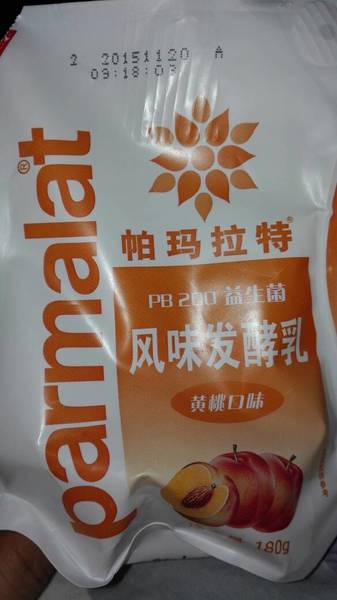 2 20151120 A
09:18:03
parmalat®
帕玛拉特®
PB 200 益生菌
风味发酵乳
黄桃口味
180g